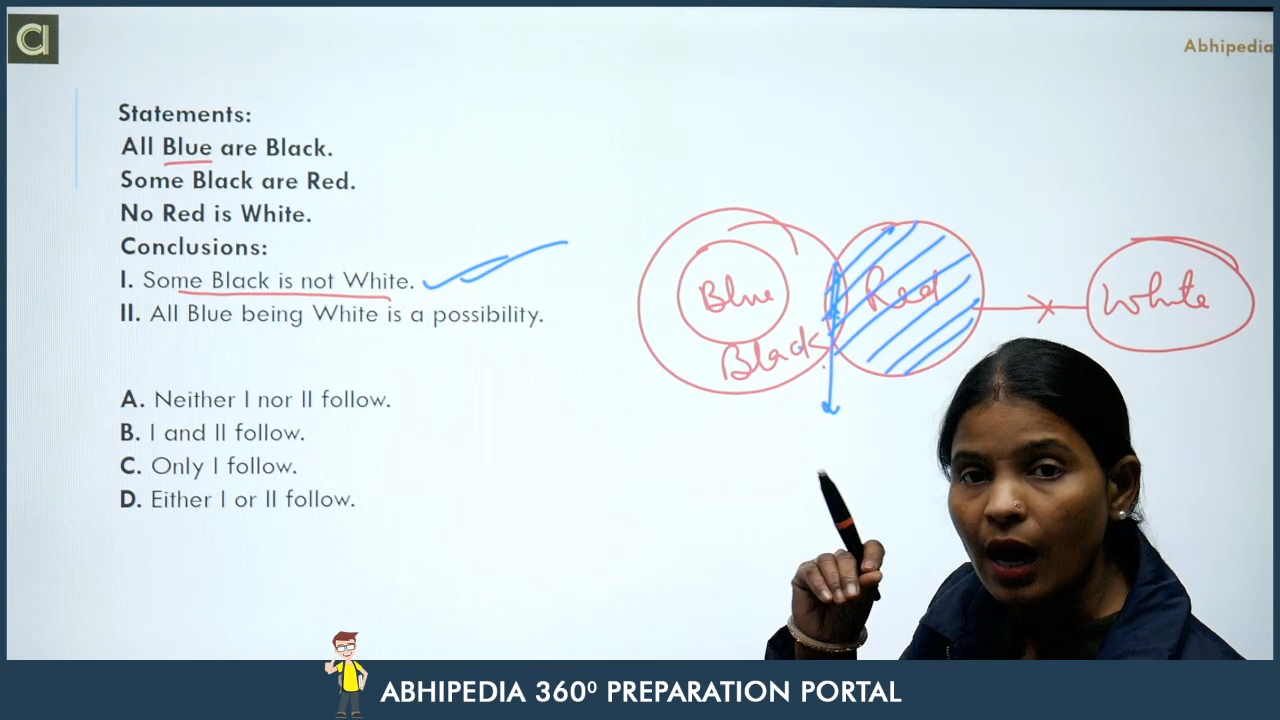 Abhipedia
Statements:
All Blue are Black.
Some Black are Red.
No Red is White.
Conclusions:
I. Some Black is not White.
II. All Blue being White is a possibility.
A. Neither I nor II follow.
B. I and II follow.
C. Only I follow.
D. Either I or II follow.
Blue
Black
Red
White
ABHIPEDIA 360⁰ PREPARATION PORTAL